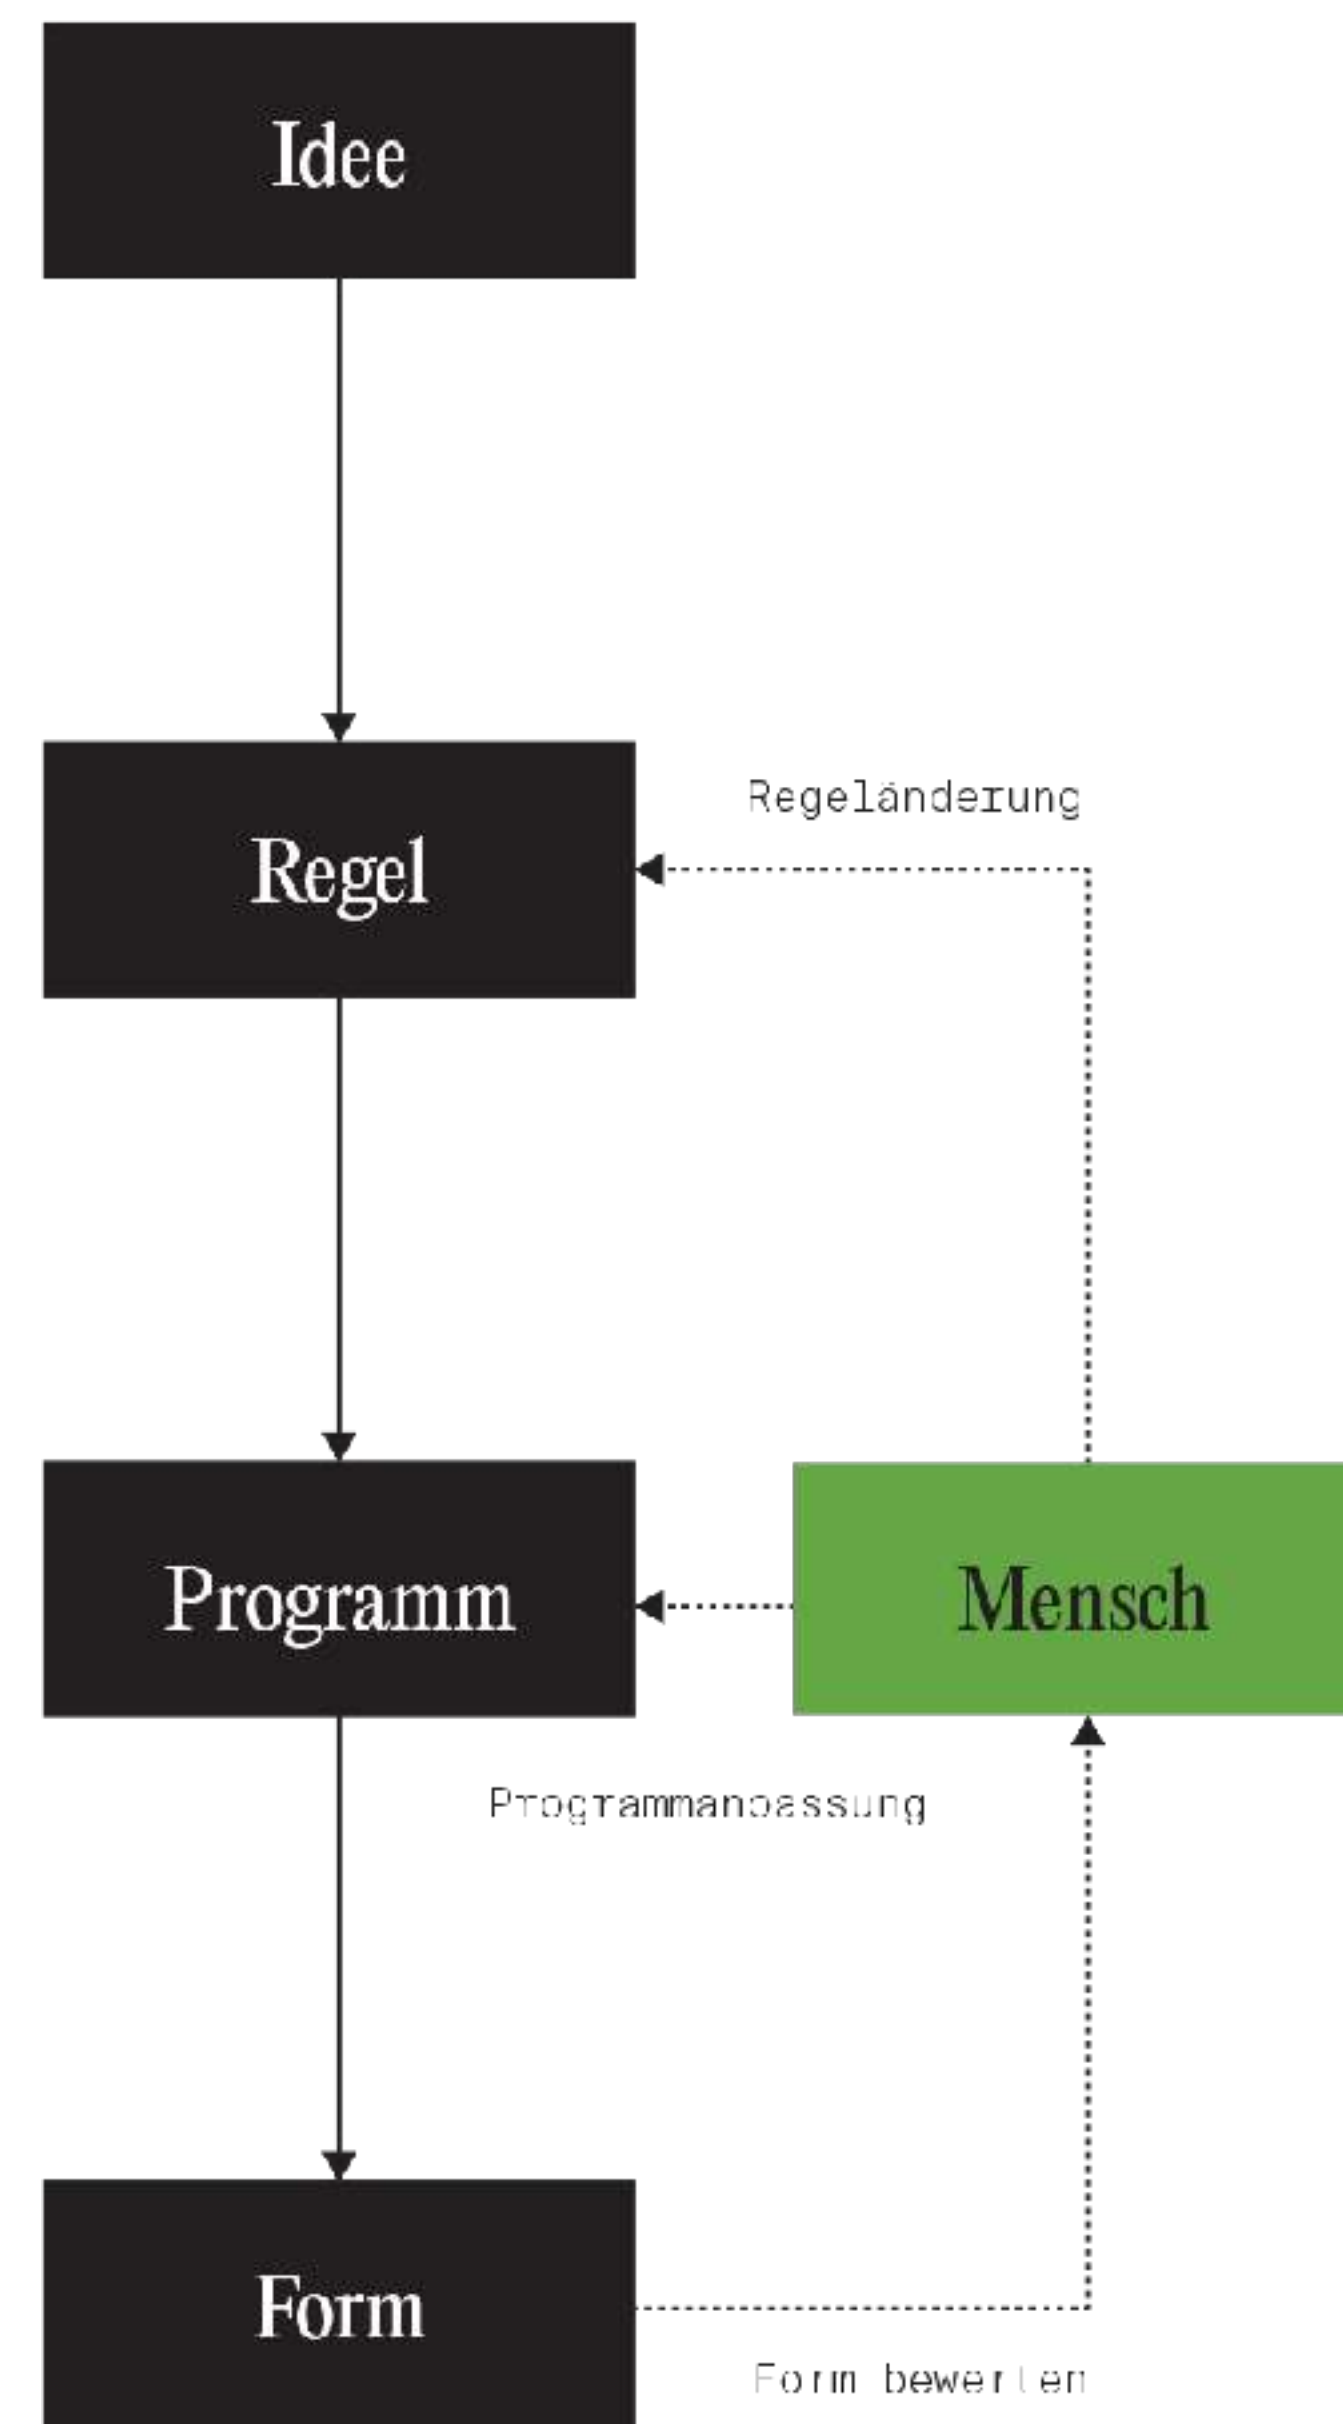 Idee
Regeländerung
Regel
Programm
Mensch
Programmanpassung
Form
Form bewerten